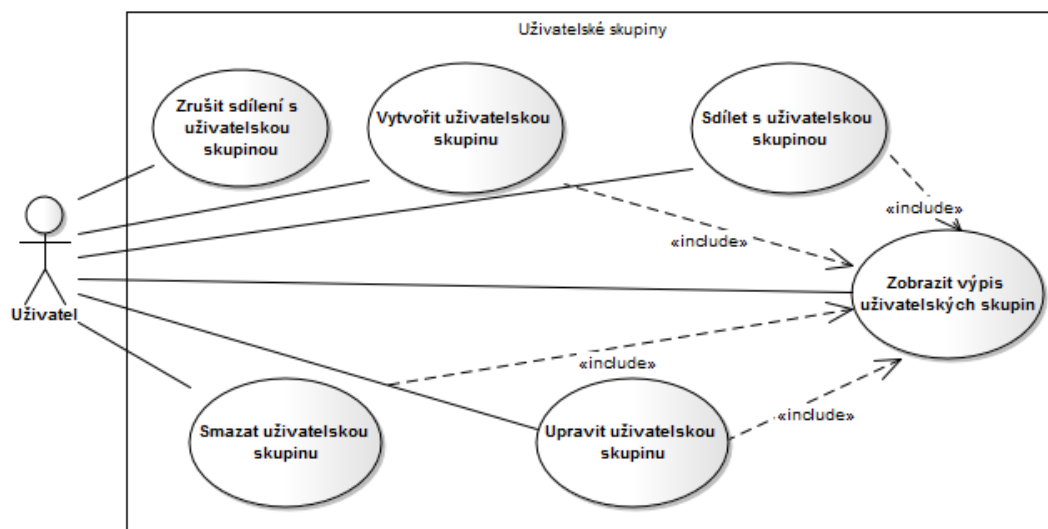 Uživatelské skupiny
Zrušit sdílení s
uživatelskou
skupinou
Vytvořit uživatelskou
skupinu
Sdílet s uživatelskou
skupinou
«include»
«include»
Zobrazit výpis
uživatelských skupin
Uživatel
«include»
«include»
Smazat uživatelskou
skupinu
Upravit uživatelskou
skupinu